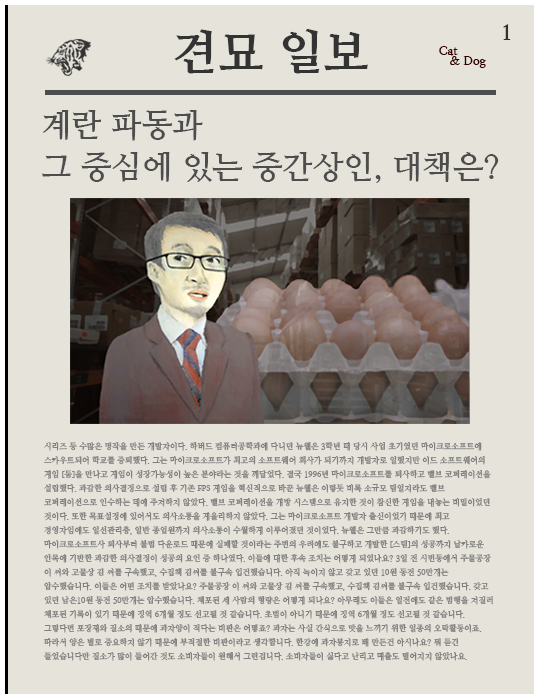 견묘 일보
Cat
& Dog
1
계란 파동과
그 중심에 있는 중간상인, 대책은?
시리즈 등 수많은 명작을 만든 개발자이다. 하버드 컴퓨터공학과에 다니던 뉴웰은 3학년 때 당시 사업 초기였던 마이크로소프트에
스카우트되어 학교를 중퇴했다. 그는 마이크로소프트가 최고의 소프트웨어 회사가 되기까지 개발자로 일했지만 이드 소프트웨어의
게임 [둠]을 만나고 게임이 성장가능성이 높은 분야라는 것을 깨달았다. 결국 1996년 마이크로소프트를 퇴사하고 밸브 코퍼레이션을
설립했다. 과감한 의사결정으로 설립 후 기존 FPS 게임을 혁신적으로 바꾼 뉴웰은 이렇듯 비록 소규모 팀일지라도 밸브
코퍼레이션으로 인수하는 데에 주저하지 않았다. 밸브 코퍼레이션을 개방 시스템으로 유지한 것이 참신한 게임을 내놓는 비밀이었던
것이다. 또한 목표설정에 있어서도 의사소통을 게을리하지 않았다. 그는 마이크로소프트 개발자 출신이었기 때문에 최고
경영자임에도 일선관리층, 일반 종업원까지 의사소통이 수월하게 이루어졌던 것이었다. 뉴웰은 그만큼 과감하기도 했다.
마이크로소프트사 퇴사부터 불법 다운로드 때문에 실패할 것이라는 주변의 우려에도 불구하고 개발한 [스팀]의 성공까지 날카로운
안목에 기반한 과감한 의사결정이 성공의 요인 중 하나였다. 이들에 대한 후속 조치는 어떻게 되었나요? 3일 전 시번동에서 주물공장
이 씨와 고물상 김 씨를 구속했고, 수집책 김씨를 불구속 입건했습니다. 아직 녹이지 않고 갖고 있던 10원 동전 50만개는
압수했습니다. 이들은 어떤 조치를 받았나요? 주물공장 이 씨와 고물상 김 씨를 구속했고, 수집책 김씨를 불구속 입건했습니다. 갖고
있던 남은10원 동전 50만개는 압수했습니다. 체포된 세 사람의 형량은 어떻게 되나요? 아무래도 이들은 일전에도 같은 범행을 저질러
체포된 기록이 있기 때문에 징역 6개월 정도 선고될 것 같습니다. 초범이 아니기 때문에 징역 6개월 정도 선고될 것 같습니다.
그렇다면 포장재와 질소의 때문에 과자양이 적다는 비판은 어떻죠? 과자는 사실 간식으로 맛을 느끼기 위한 일종의 오락활동이죠.
따라서 양은 별로 중요하지 않기 때문에 부적절한 비판이라고 생각합니다. 한강에 과자봉지로 배 만든건 아시나요? 뭐 듣긴
들었습니다만 질소가 많이 들어간 것도 소비자들이 원해서 그런겁니다. 소비자들이 싫다고 난리고 매출도 떨어지지 않았나요.